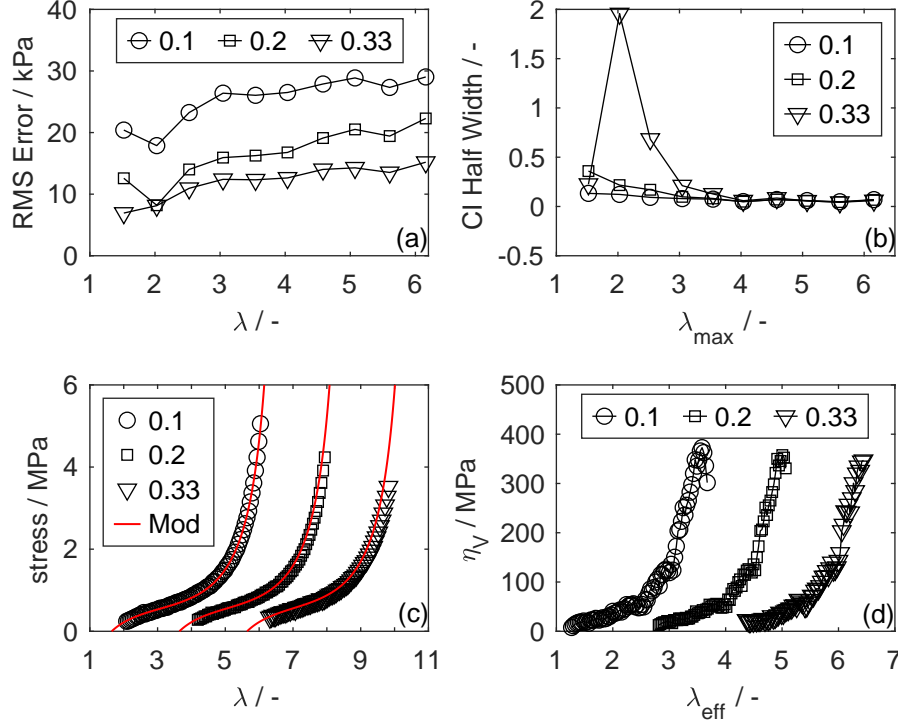 0.1 0.2 0.33
40
30
20
10
0
RMS Error / kPa
1 2 3 4 5 6
λ / -
(a)
2
1.5
1
0.5
0
-0.5
CI Half Width / -
0.1
0.2
0.33
1 2 3 4 5 6
λmax / -
(b)
6
4
2
0
stress / MPa
0.1
0.2
0.33
Mod
1 3 5 7 9 11
λ / -
(c)
500
400
300
200
100
0
ηV / MPa
0.1 0.2 0.33
1 2 3 4 5 6 7
λeff / -
(d)